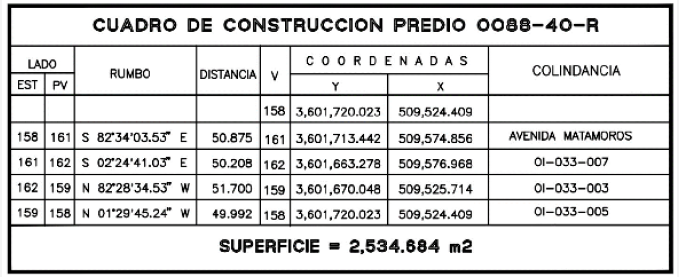 CUADRO DE CONSTRUCCION PREDIO 0088-40-R
LADO RUMBO DISTANCIA V COORDENADAS COLINDANCIA
EST PV Y X
158 3,601,720.023 509,524.409
158 161 S 82°34'03.53" E 50.875 161 3,601,713.442 509,574.856 AVENIDA MATAMOROS
161 162 S 02°24'41.03" E 50.208 162 3,601,663.278 509,576.968 OI-033-007
162 159 N 82°28'34.53" W 51.700 159 3,601,670.048 509,525.714 OI-033-003
159 158 N 01°29'45.24" W 49.992 158 3,601,720.023 509,524.409 OI-033-005
SUPERFICIE = 2,534.684 m2